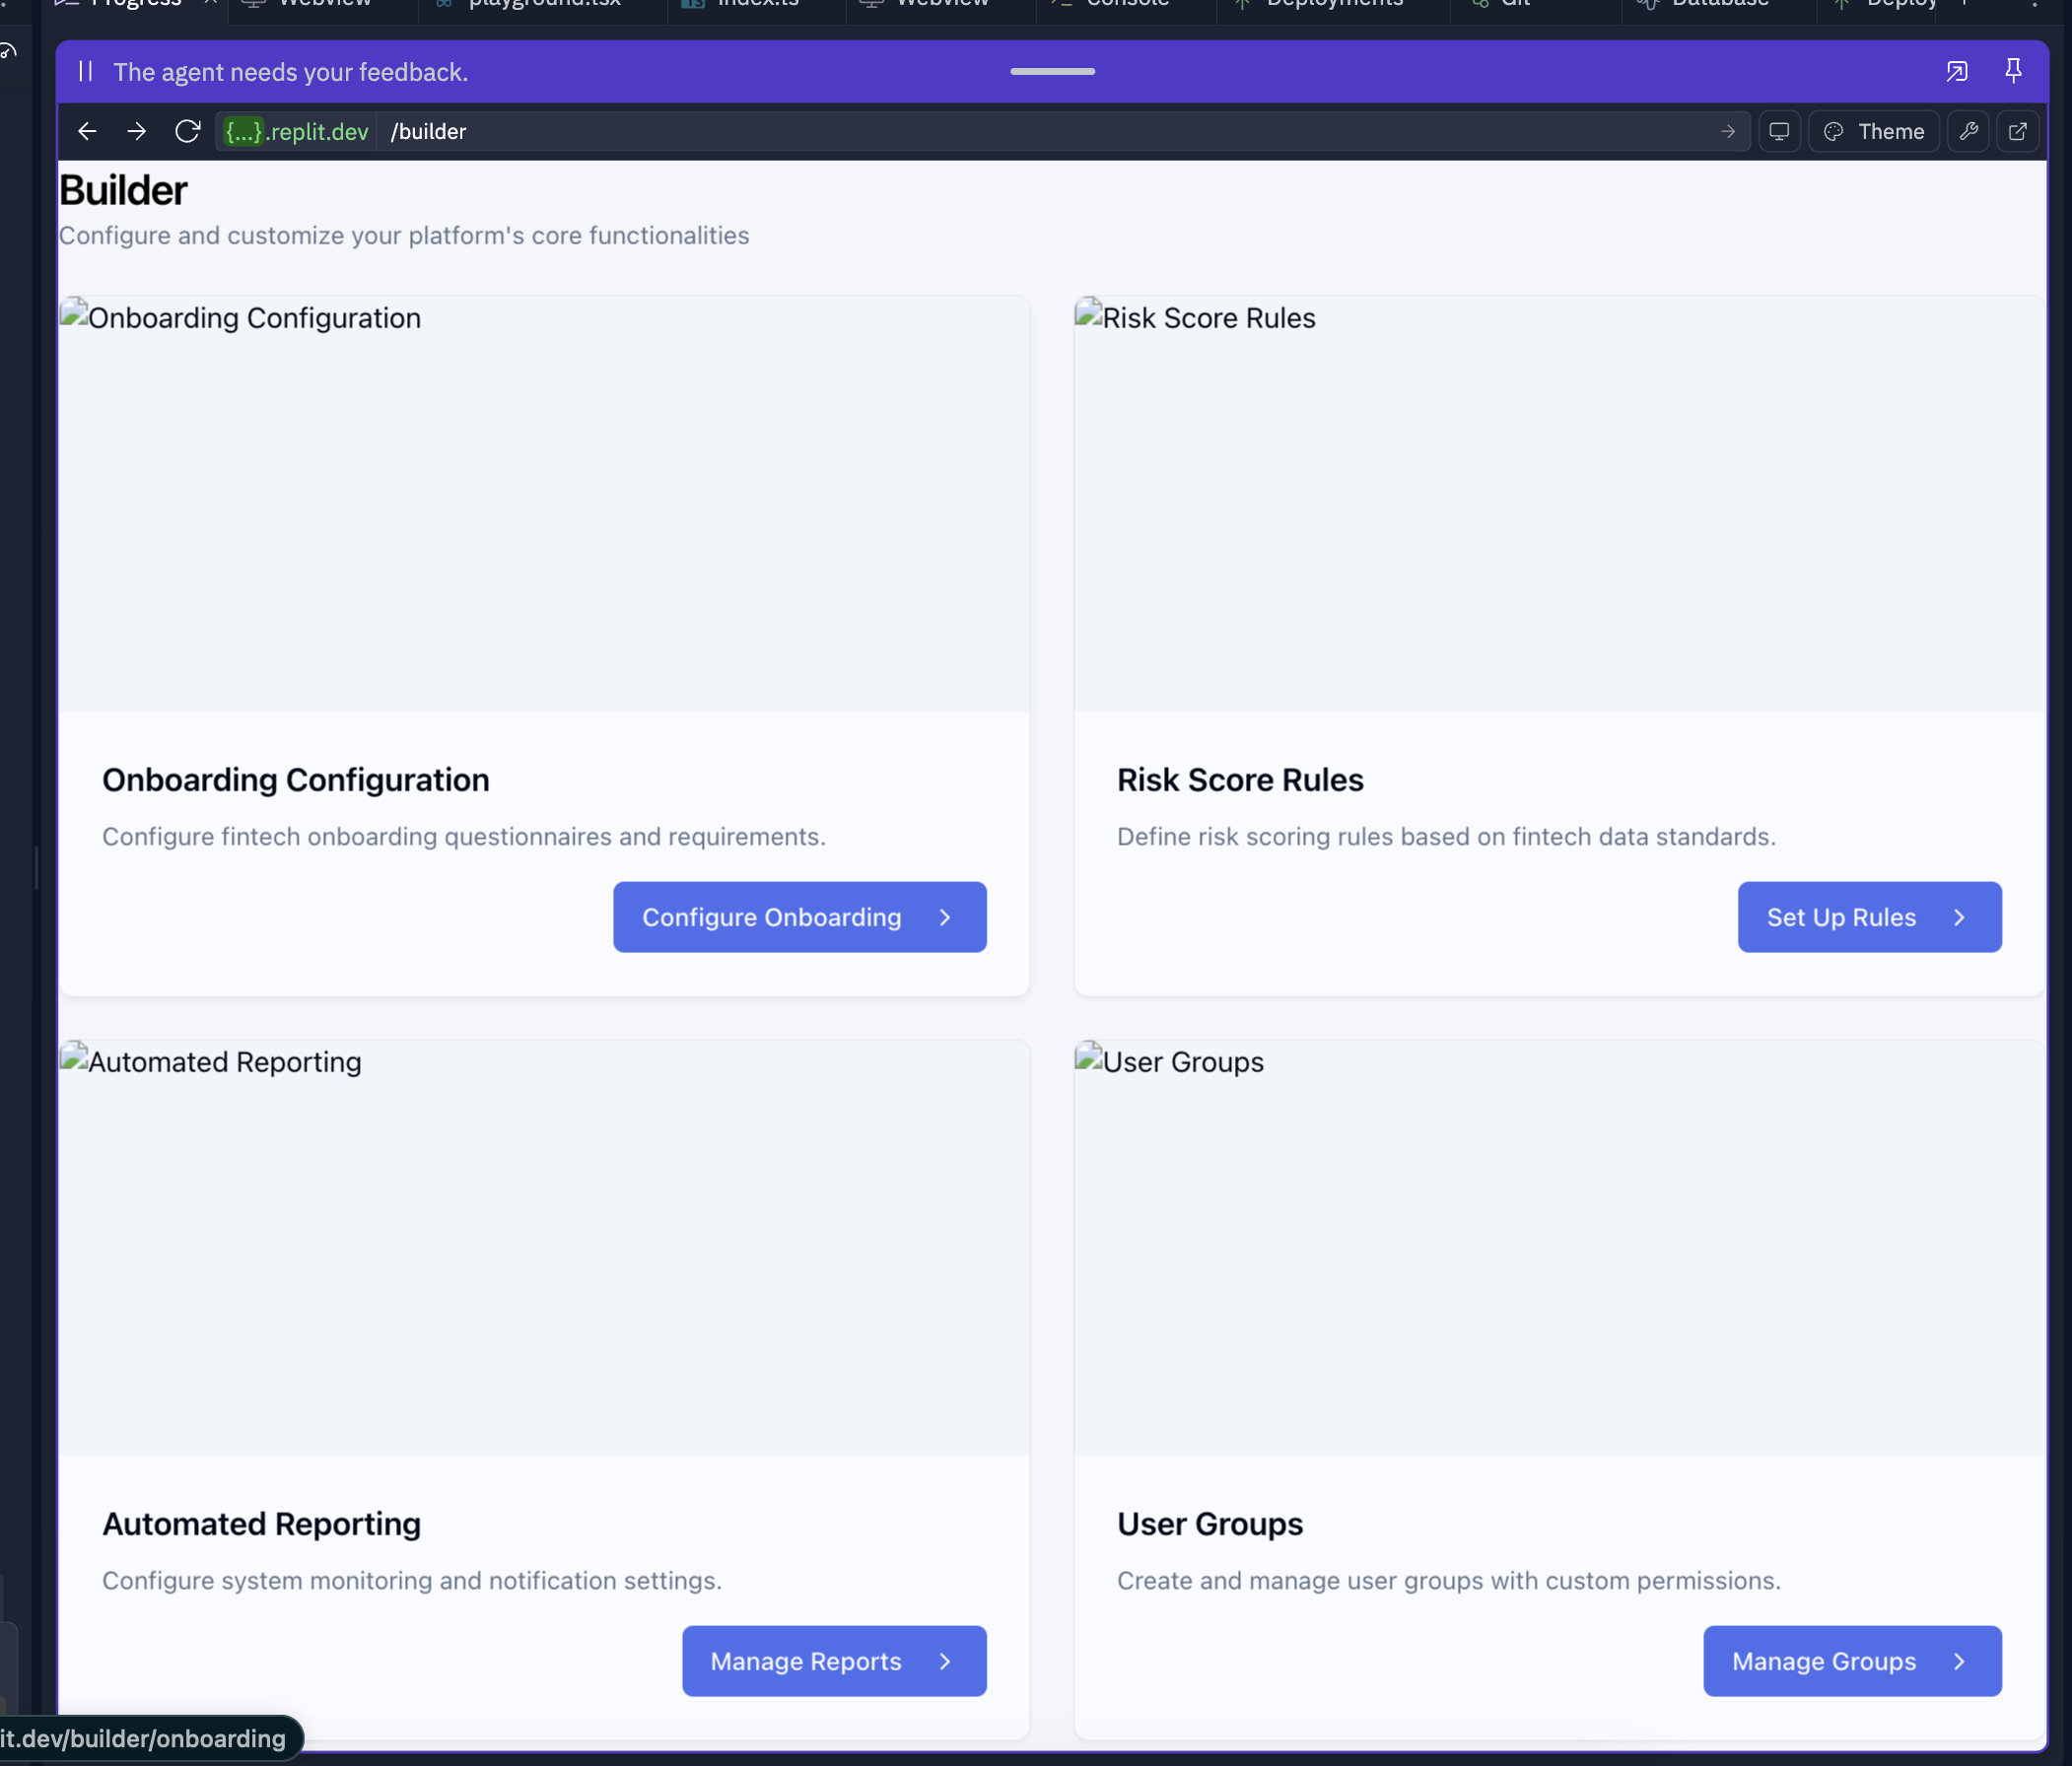 Progress
Webview
playground.tsx
index.ts
Webview
Console
Deployments
Git
Database
The agent needs your feedback.
{...}.replit.dev /builder
Theme
Builder
Configure and customize your platform's core functionalities
Onboarding Configuration
Risk Score Rules
Onboarding Configuration
Configure fintech onboarding questionnaires and requirements.
Configure Onboarding
Risk Score Rules
Define risk scoring rules based on fintech data standards.
Set Up Rules
Automated Reporting
User Groups
Automated Reporting
Configure system monitoring and notification settings.
Manage Reports
User Groups
Create and manage user groups with custom permissions.
Manage Groups
it.dev/builder/onboarding